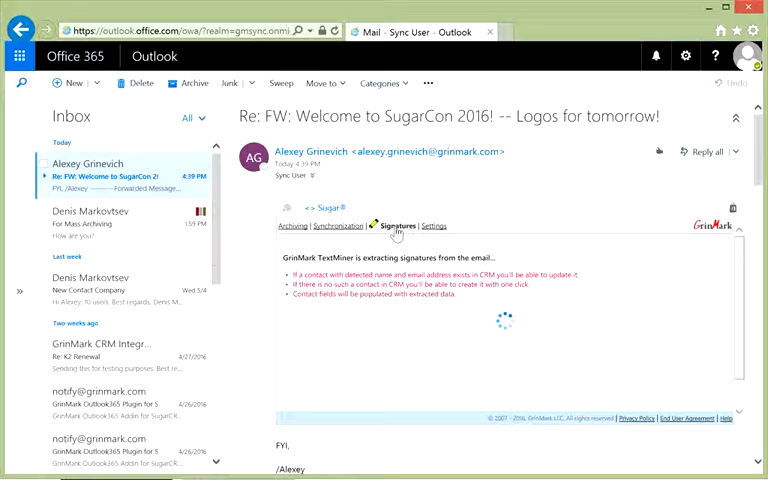 https://outlook.office.com/owa/?realm=gmsync.onmi
Mail - Sync User - Outlook
Office 365
Outlook
New
Delete
Archive
Junk
Sweep
Move to
Categories
Undo
Inbox
All
Re: FW: Welcome to SugarCon 2016! -- Logos for tomorrow!
Today
Alexey Grinevich
Re: FW: Welcome to SugarCon 2(
4:39 PM
FYI, /Alexey ---------- Forwarded Message...
Denis Markovtsev
For Mass Archiving
1:59 PM
How are you?
Last week
Denis Markovtsev
New Contact Company
Wed 5/4
Hi Alexey, 10 users. Best regards, Denis M...
Two weeks ago
GrinMark CRM Integr...
Re: K2 Renewal
4/27/2016
Sending this for testing purposes. Best re...
notify@grinmark.com
GrinMark Outlook365 Plugin for S
4/26/2016
GrinMark Outlook365 Addin for SugarCR...
notify@grinmark.com
GrinMark Outlook365 Plugin for S
4/26/2016
GrinMark Outlook365 Addin for SugarCR...
AG
Alexey Grinevich <alexey.grinevich@grinmark.com>
Today 4:39 PM
Reply all
Sync User
<> Sugar®
Archiving | Synchronization | Signatures | Settings
GrinMark
GrinMark TextMiner is extracting signatures from the email...
If a contact with detected name and email address exists in CRM you'll be able to update it.
If there is no such a contact in CRM you'll be able to create it with one click.
Contact fields will be populated with extracted data.
© 2007 - 2016, GrinMark LLC, All rights reserved | Privacy Policy | End User Agreement | Help
FYI,
/Alexey